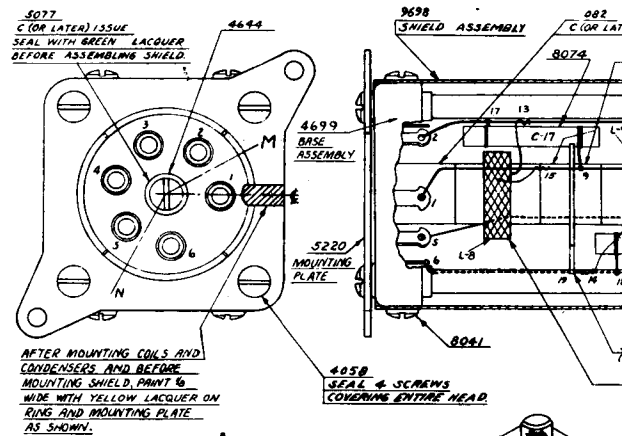 5077
C (OR LATER) ISSUE
SEAL WITH GREEN LACQUER
BEFORE ASSEMBLING SHIELD.
4644
9698
SHIELD ASSEMBLY
082
C (OR LAT
8074
4699
BASE
ASSEMBLY
3
2
M
4
1
5
6
N
17
13
2
C-17
L-
15
9
1
5
L-8
6
19
14
5220
MOUNTING
PLATE
8041
AFTER MOUNTING COILS AND
CONDENSERS AND BEFORE
MOUNTING SHIELD, PAINT 1/8
WIDE WITH YELLOW LACQUER ON
RING AND MOUNTING PLATE
AS SHOWN.
4058
SEAL 4 SCREWS
COVERING ENTIRE HEAD.